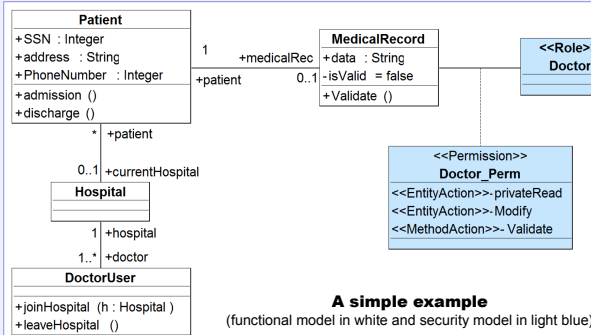 Patient
+SSN : Integer
+address : String
+PhoneNumber : Integer
+admission ()
+discharge ()
1
+patient
+medicalRec
0..1
MedicalRecord
+data : String
-isValid = false
+Validate ()
<<Role>>
Doctor
* +patient
0..1 +currentHospital
Hospital
1 +hospital
1..* +doctor
DoctorUser
+joinHospital (h : Hospital )
+leaveHospital ()
<<Permission>>
Doctor_Perm
<<EntityAction>>-privateRead
<<EntityAction>>-Modify
<<MethodAction>>- Validate
A simple example
(functional model in white and security model in light blue)